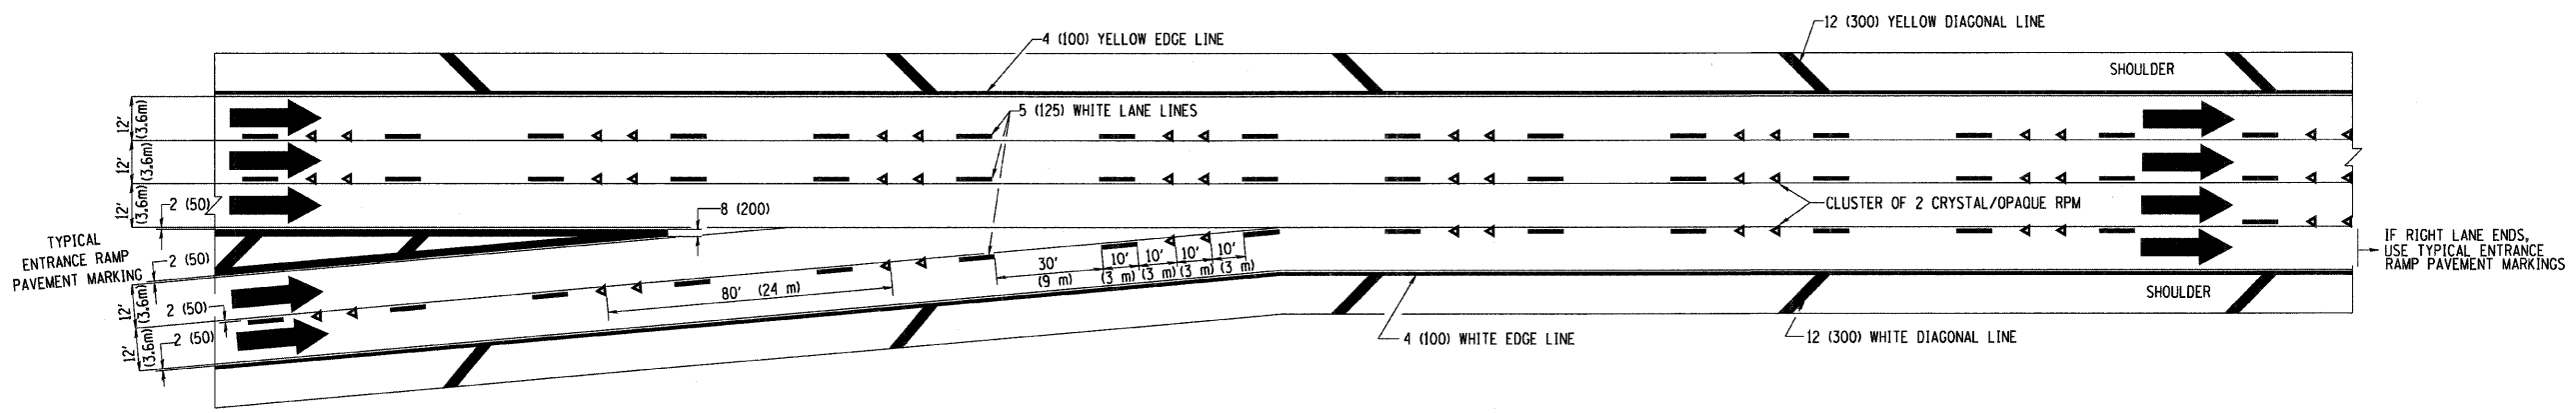 12 (300) YELLOW DIAGONAL LINE
4 (100) YELLOW EDGE LINE
SHOULDER
12'
(3.6m)
5 (125) WHITE LANE LINES
12'
(3.6m)
12'
(3.6m)
2 (50)
8 (200)
CLUSTER OF 2 CRYSTAL/OPAQUE RPM
TYPICAL
ENTRANCE RAMP
PAVEMENT MARKING
2 (50)
IF RIGHT LANE ENDS,
USE TYPICAL ENTRANCE
RAMP PAVEMENT MARKINGS
30'
(9 m)
10'
(3 m)
10'
(3 m)
10'
(3 m)
10'
(3 m)
80' (24 m)
12'
(3.6m)
2 (50)
SHOULDER
12'
(3.6m)
2 (50)
4 (100) WHITE EDGE LINE
12 (300) WHITE DIAGONAL LINE